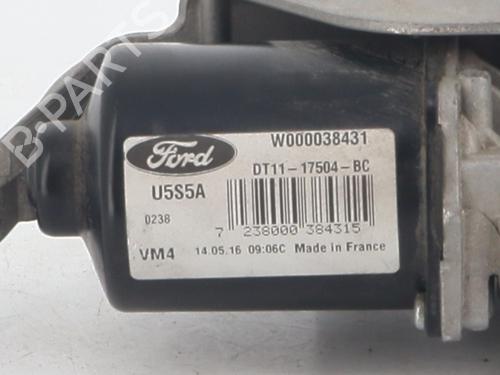 B-PARTS
Ford
W000038431
DT11-17504-BC
U5S5A
0238
7 238000 384315
VM4 14.05.16 09:06C Made in France